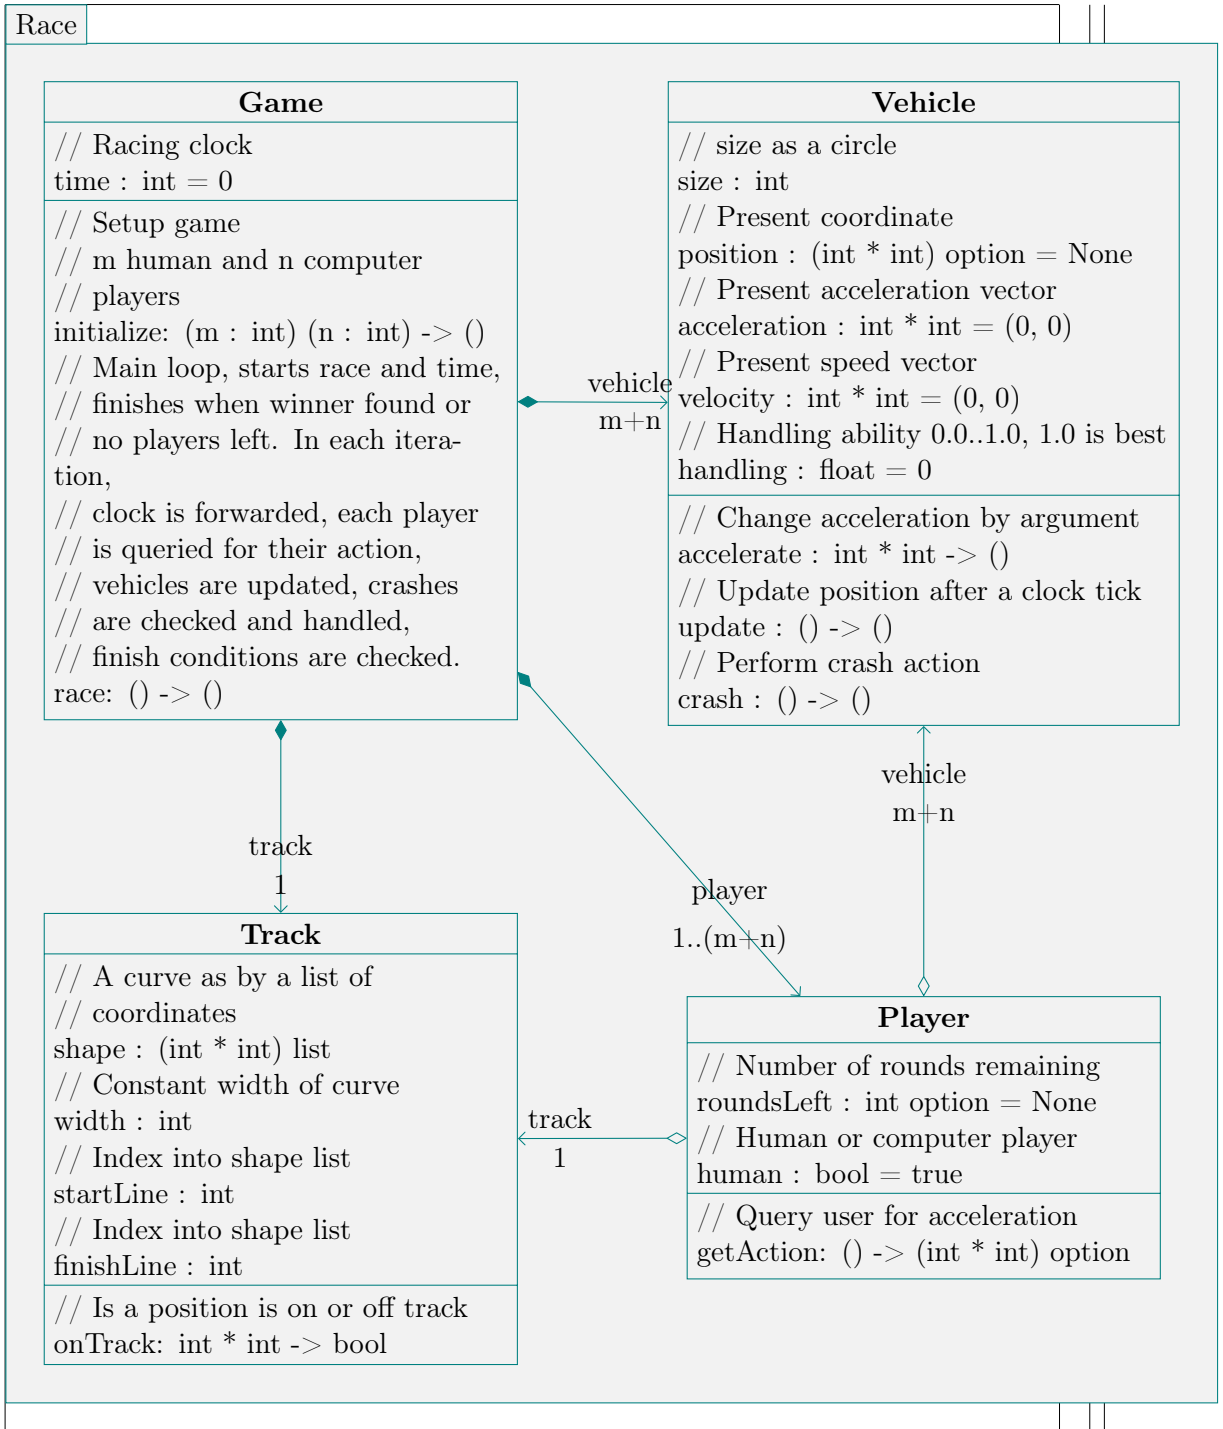 Race
Game
// Racing clock
time : int = 0
// Setup game
// m human and n computer
// players
initialize: (m : int) (n : int) -> ()
// Main loop, starts race and time,
// finishes when winner found or
// no players left. In each itera-
tion,
// clock is forwarded, each player
// is queried for their action,
// vehicles are updated, crashes
// are checked and handled,
// finish conditions are checked.
race: () -> ()
vehicle
m+n
Vehicle
// size as a circle
size : int
// Present coordinate
position : (int * int) option = None
// Present acceleration vector
acceleration : int * int = (0, 0)
// Present speed vector
velocity : int * int = (0, 0)
// Handling ability 0.0..1.0, 1.0 is best
handling : float = 0
// Change acceleration by argument
accelerate : int * int -> ()
// Update position after a clock tick
update : () -> ()
// Perform crash action
crash : () -> ()
track
1
player
1..(m+n)
vehicle
m+n
Track
// A curve as by a list of
// coordinates
shape : (int * int) list
// Constant width of curve
width : int
// Index into shape list
startLine : int
// Index into shape list
finishLine : int
// Is a position is on or off track
onTrack: int * int -> bool
track
1
Player
// Number of rounds remaining
roundsLeft : int option = None
// Human or computer player
human : bool = true
// Query user for acceleration
getAction: () -> (int * int) option